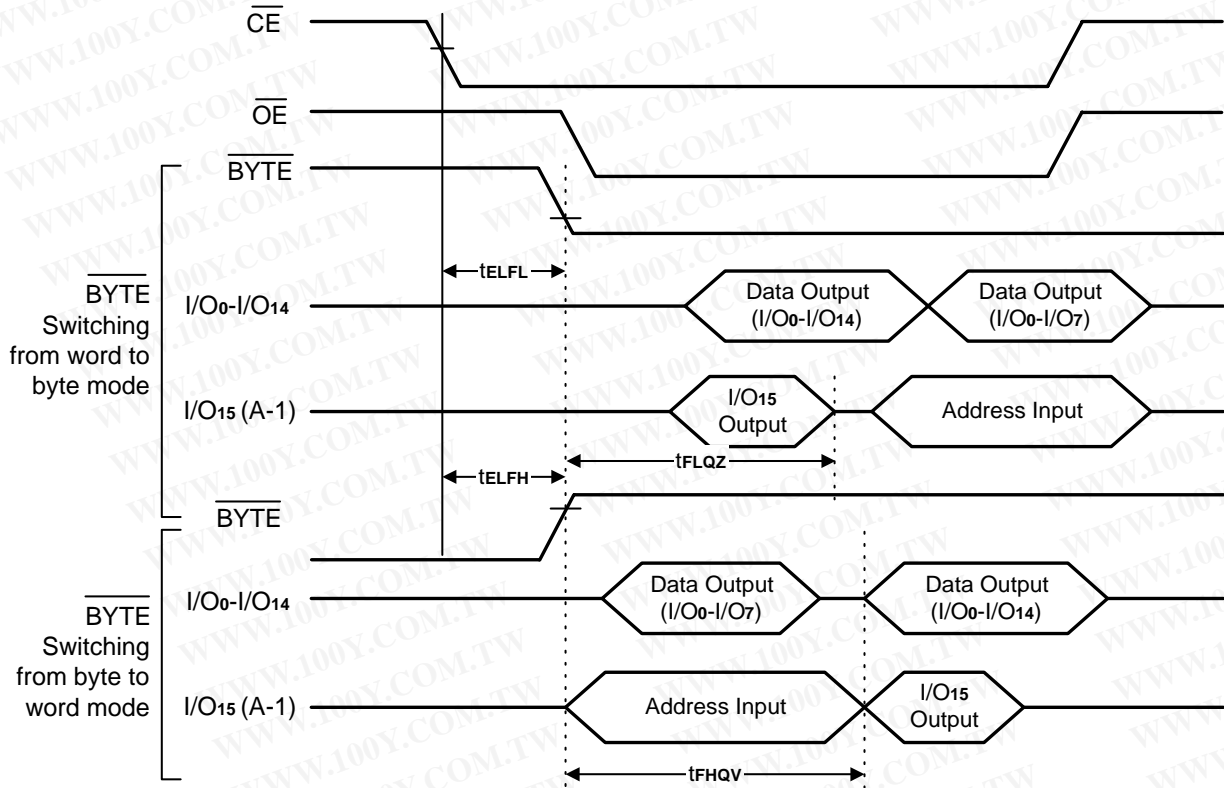 CE
OE
BYTE
tELFL
BYTE
Switching
from word to
byte mode
I/O0-I/O14
Data Output
(I/O0-I/O14)
Data Output
(I/O0-I/O7)
I/O15 (A-1)
I/O15
Output
Address Input
tELFH
tFLQZ
BYTE
BYTE
Switching
from byte to
word mode
I/O0-I/O14
Data Output
(I/O0-I/O7)
Data Output
(I/O0-I/O14)
I/O15 (A-1)
Address Input
I/O15
Output
tFHQV
WWW.100Y.COM.TW